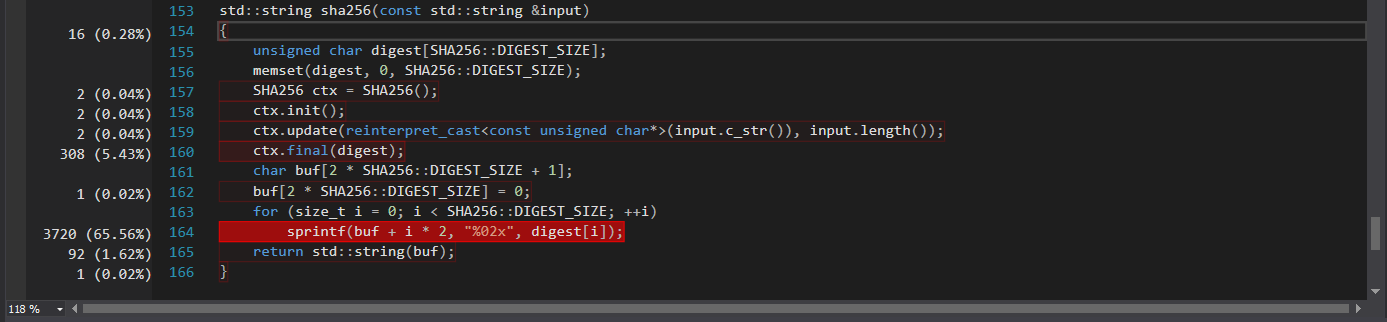 153 std::string sha256(const std::string &input)
16 (0.28%) 154 {
155 unsigned char digest[SHA256::DIGEST_SIZE];
156 memset(digest, 0, SHA256::DIGEST_SIZE);
2 (0.04%) 157 SHA256 ctx = SHA256();
2 (0.04%) 158 ctx.init();
2 (0.04%) 159 ctx.update(reinterpret_cast<const unsigned char*>(input.c_str()), input.length());
308 (5.43%) 160 ctx.final(digest);
161 char buf[2 * SHA256::DIGEST_SIZE + 1];
1 (0.02%) 162 buf[2 * SHA256::DIGEST_SIZE] = 0;
163 for (size_t i = 0; i < SHA256::DIGEST_SIZE; ++i)
3720 (65.56%) 164 sprintf(buf + i * 2, "%02x", digest[i]);
92 (1.62%) 165 return std::string(buf);
1 (0.02%) 166 }
118 %